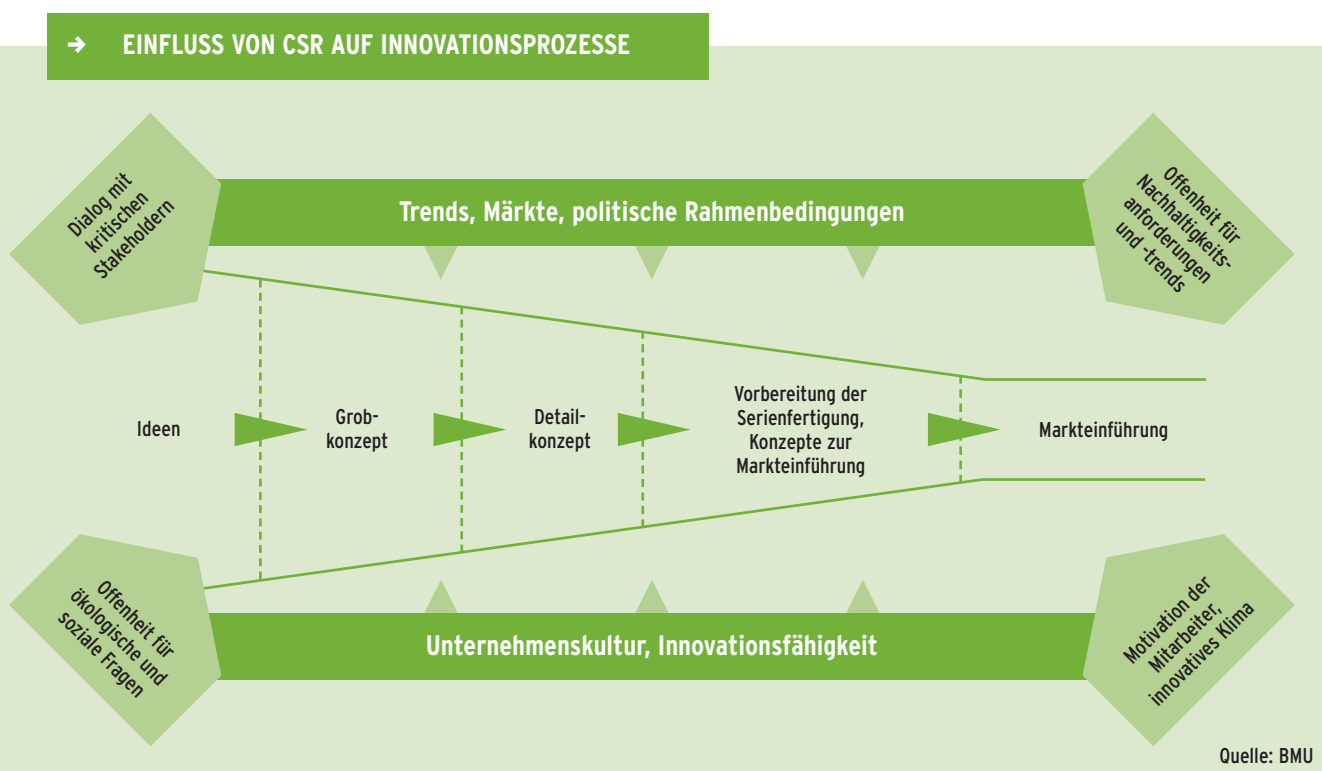 → EINFLUSS VON CSR AUF INNOVATIONSPROZESSE
Dialog mit
kritischen
Stakeholdern
Trends, Märkte, politische Rahmenbedingungen
Offenheit für
Nachhaltigkeits-
anforderungen
und -trends
Ideen
Grob-
konzept
Detail-
konzept
Vorbereitung der
Serienfertigung,
Konzepte zur
Markteinführung
Markteinführung
Offenheit für
ökologische und
soziale Fragen
Unternehmenskultur, Innovationsfähigkeit
Motivation der
Mitarbeiter,
innovatives Klima
Quelle: BMU